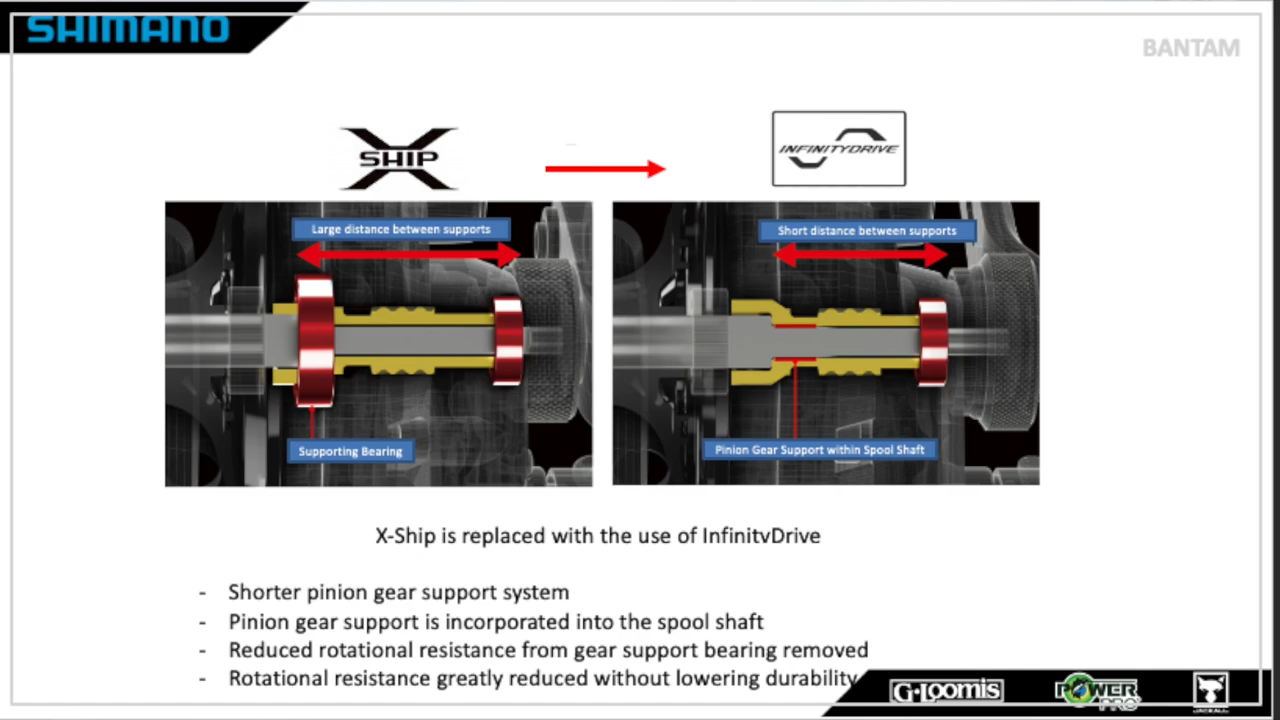 SHIMANO
BANTAM
X SHIP
INFINITYDRIVE
Large distance between supports
Short distance between supports
Supporting Bearing
Pinion Gear Support within Spool Shaft
X-Ship is replaced with the use of InfinityDrive
- Shorter pinion gear support system
- Pinion gear support is incorporated into the spool shaft
- Reduced rotational resistance from gear support bearing removed
- Rotational resistance greatly reduced without lowering durability
G·LOOMIS
POWER PRO
JACKALL